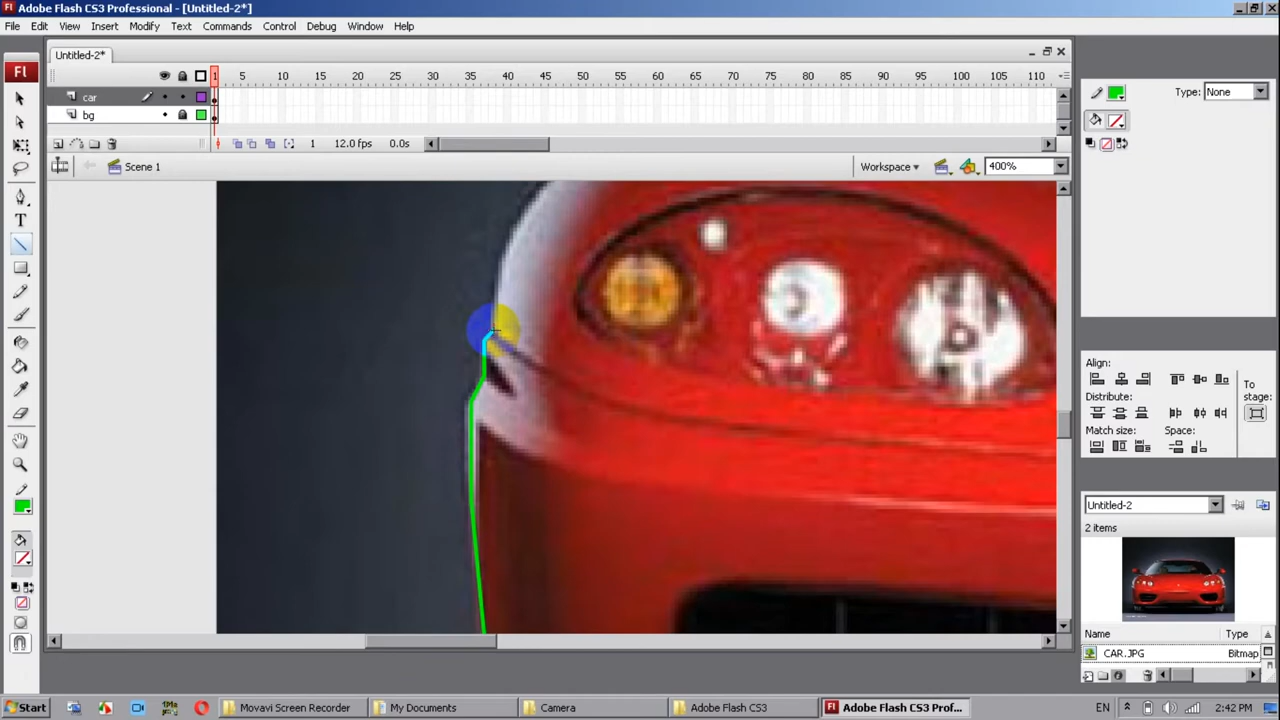 Adobe Flash CS3 Professional - [Untitled-2*]
File Edit View Insert Modify Text Commands Control Debug Window Help
Untitled-2*
1 5 10 15 20 25 30 35 40 45 50 55 60 65 70 75 80 85 90 95 100 105 110
car
bg
1 12.0 fps 0.0s
Scene 1
Workspace
400%
Fl
T
Type: None
Align:
Distribute:
Match size:
Space:
To
stage:
Untitled-2
2 items
Name Type
CAR.JPG Bitmap
Start
Movavi Screen Recorder
My Documents
Camera
Adobe Flash CS3
Fl Adobe Flash CS3 Prof...
EN
2:42 PM